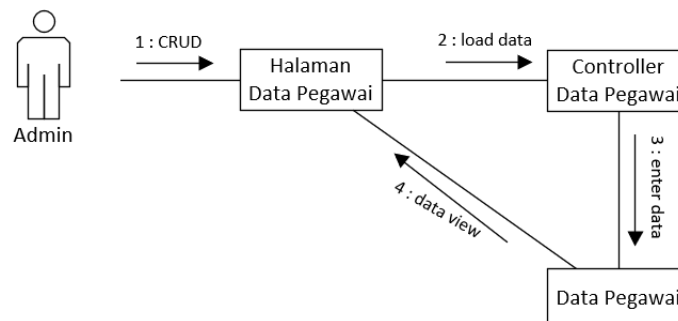 1 : CRUD
2 : load data
Halaman
Data Pegawai
Controller
Data Pegawai
Admin
3 : enter data
4 : data view
Data Pegawai